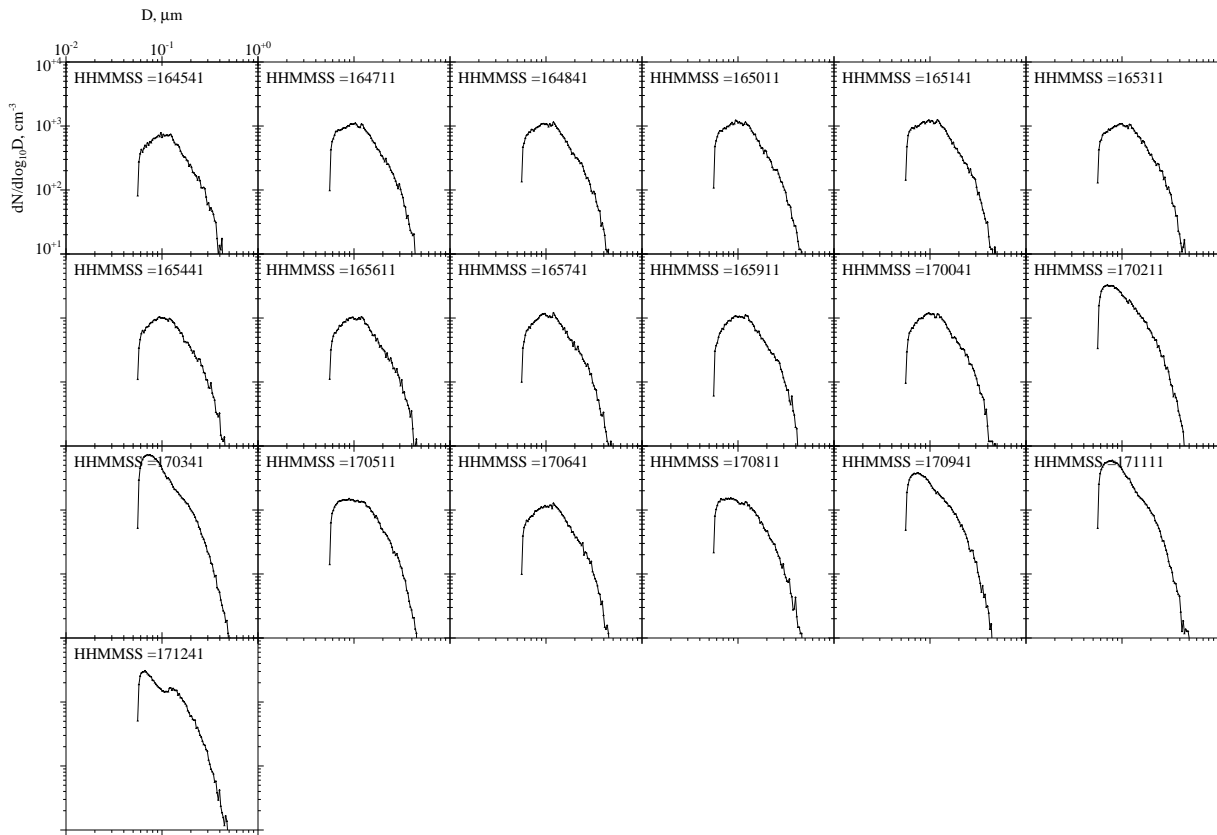 D, μm
10⁻² 10⁻¹ 10⁺⁰
10⁺⁴
10⁺³
10⁺²
10⁺¹
dN/dlog₁₀D, cm⁻³
HHMMSS =164541 HHMMSS =164711 HHMMSS =164841 HHMMSS =165011 HHMMSS =165141 HHMMSS =165311
HHMMSS =165441 HHMMSS =165611 HHMMSS =165741 HHMMSS =165911 HHMMSS =170041 HHMMSS =170211
HHMMSS =170341 HHMMSS =170511 HHMMSS =170641 HHMMSS =170811 HHMMSS =170941 HHMMSS =171111
HHMMSS =171241